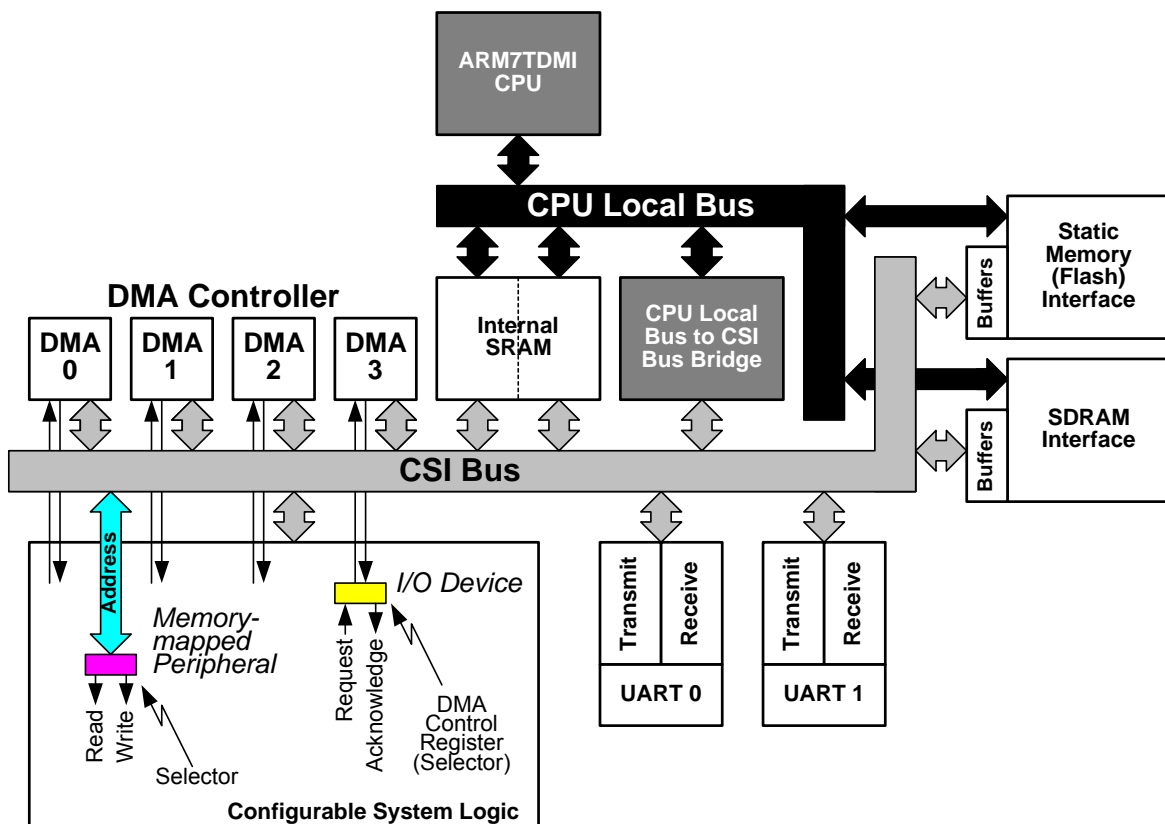 ARM7TDMI
CPU
CPU Local Bus
Static
Memory
(Flash)
Interface
Buffers
DMA Controller
DMA
0
DMA
1
DMA
2
DMA
3
Internal
SRAM
CPU Local
Bus to CSI
Bus Bridge
SDRAM
Interface
Buffers
CSI Bus
Address
Memory-
mapped
Peripheral
Read
Write
Selector
I/O Device
Request
Acknowledge
DMA
Control
Register
(Selector)
Configurable System Logic
Transmit
Receive
UART 0
Transmit
Receive
UART 1